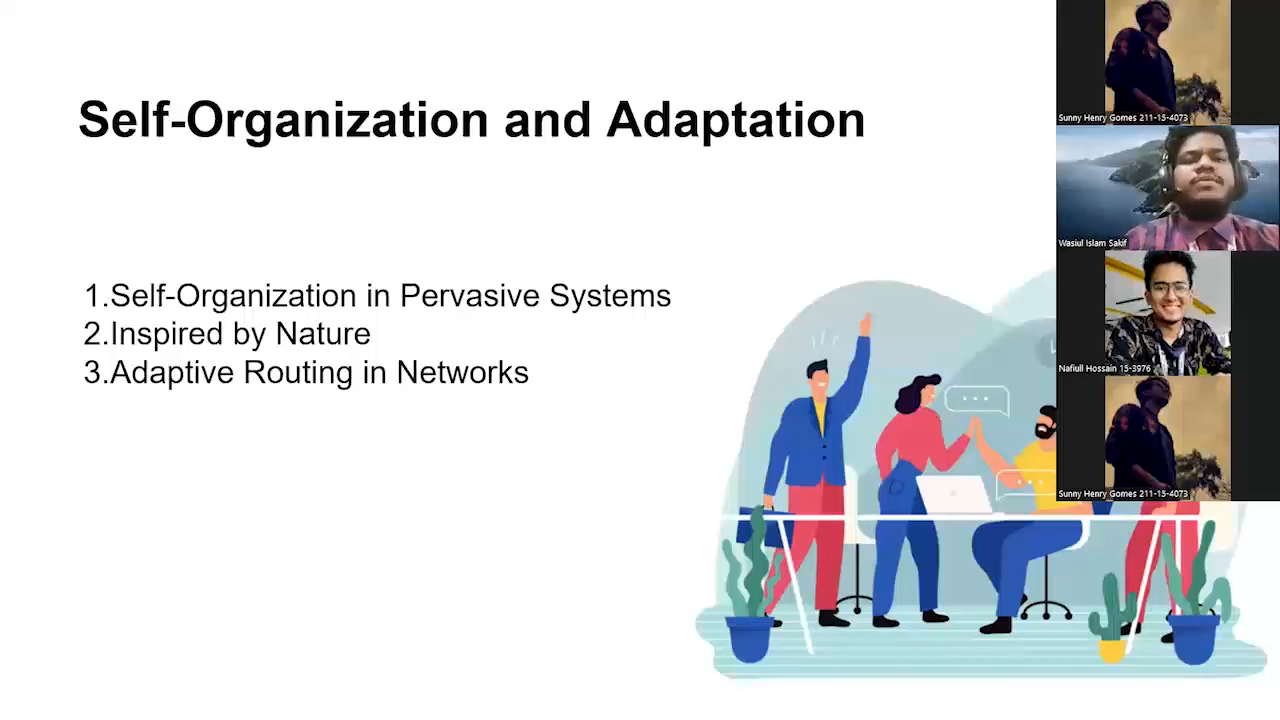 Self-Organization and Adaptation
1.Self-Organization in Pervasive Systems
2.Inspired by Nature
3.Adaptive Routing in Networks
Sunny Henry Gomes 211-15-4073
Wasiul Islam Sakif
Nafiull Hossain 15-3976
Sunny Henry Gomes 211-15-4073